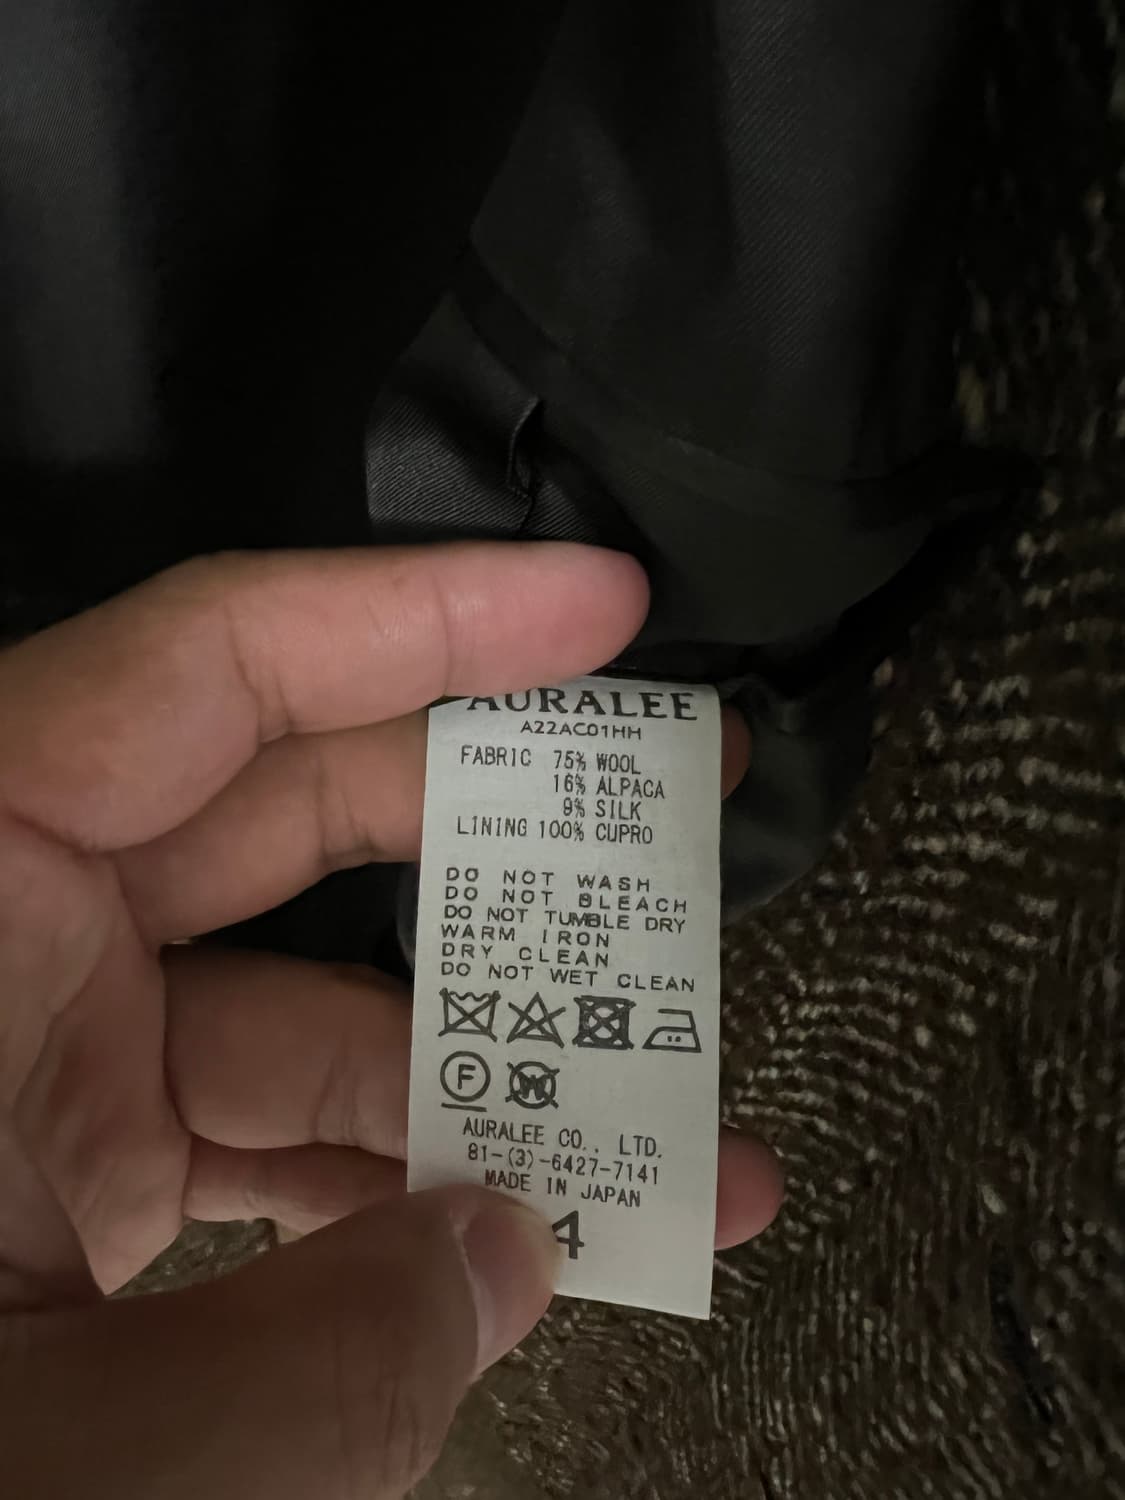 AURALEE
A22AC01HH
FABRIC 75% WOOL
16% ALPACA
9% SILK
LINING 100% CUPRO
DO NOT WASH
DO NOT BLEACH
DO NOT TUMBLE DRY
WARM IRON
DRY CLEAN
DO NOT WET CLEAN
F W
AURALEE CO., LTD.
81-(3)-6427-7141
MADE IN JAPAN
4